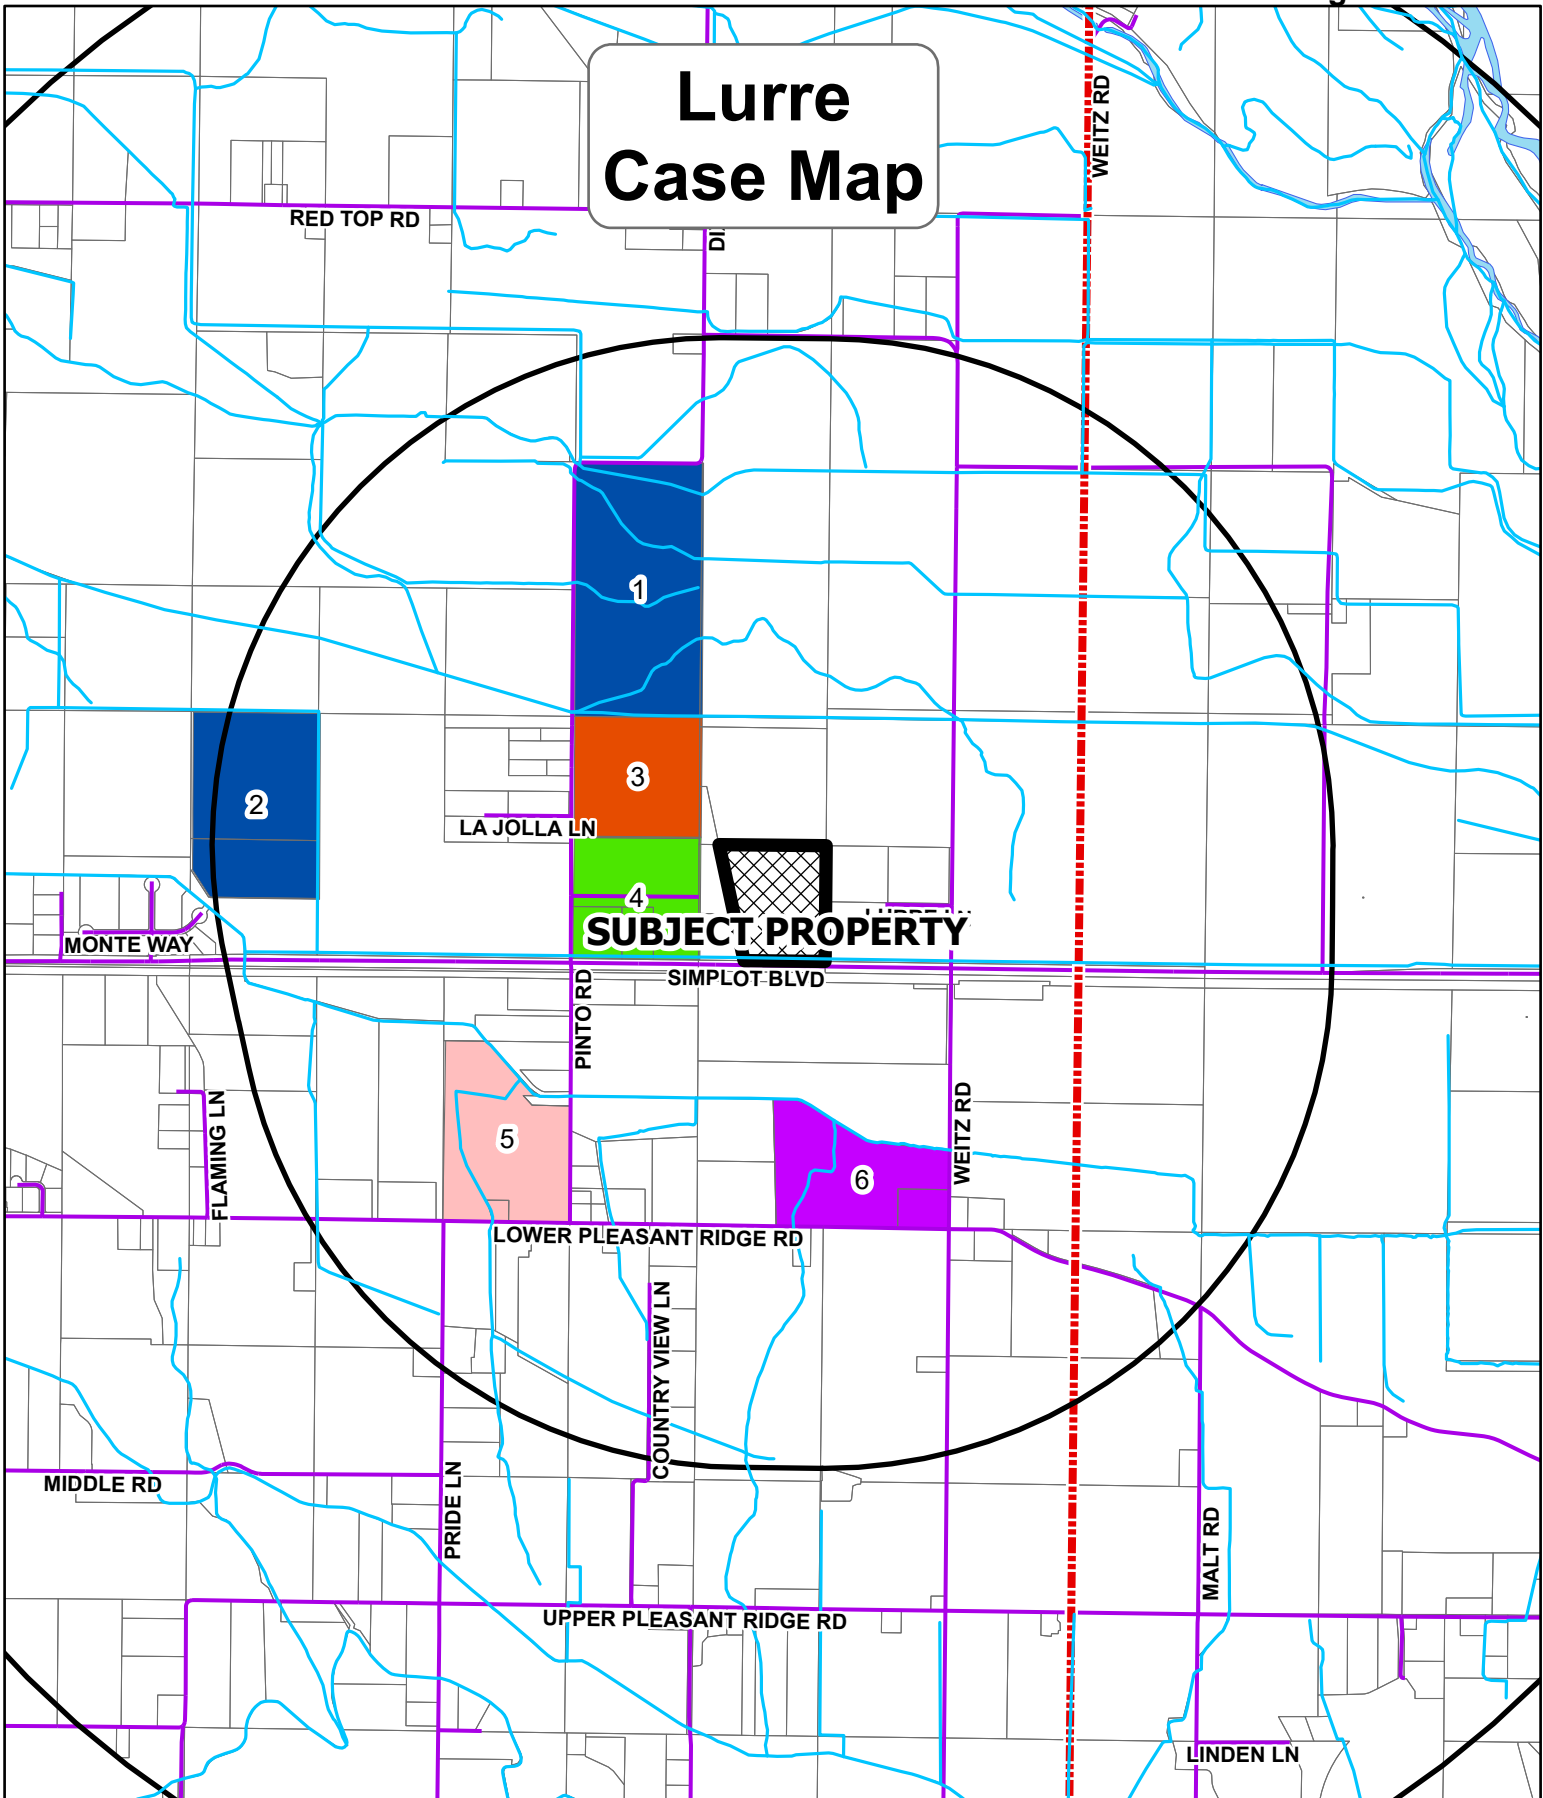 Lurre
Case Map
WEITZ RD
RED TOP RD
1
2
3
LA JOLLA LN
4
SUBJECT PROPERTY
MONTE WAY
SIMPLOT BLVD
PINTO RD
FLAMING LN
5
6
WEITZ RD
LOWER PLEASANT RIDGE RD
COUNTRY VIEW LN
MIDDLE RD
PRIDE LN
MALT RD
UPPER PLEASANT RIDGE RD
LINDEN LN